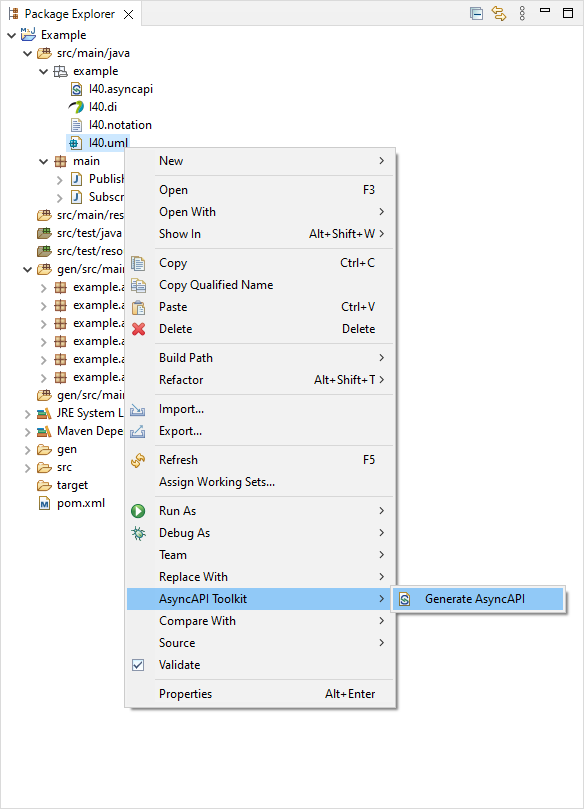 Package Explorer
Example
src/main/java
example
I40.asyncapi
I40.di
I40.notation
I40.uml
main
Publish
Subscr
src/main/res
src/test/java
src/test/reso
gen/src/main
example.a
example.a
example.a
example.a
example.a
example.a
gen/src/main
JRE System L
Maven Depe
gen
src
target
pom.xml
New
Open F3
Open With
Show In Alt+Shift+W
Copy Ctrl+C
Copy Qualified Name
Paste Ctrl+V
Delete Delete
Build Path
Refactor Alt+Shift+T
Import...
Export...
Refresh F5
Assign Working Sets...
Run As
Debug As
Team
Replace With
AsyncAPI Toolkit
Generate AsyncAPI
Compare With
Source
Validate
Properties Alt+Enter